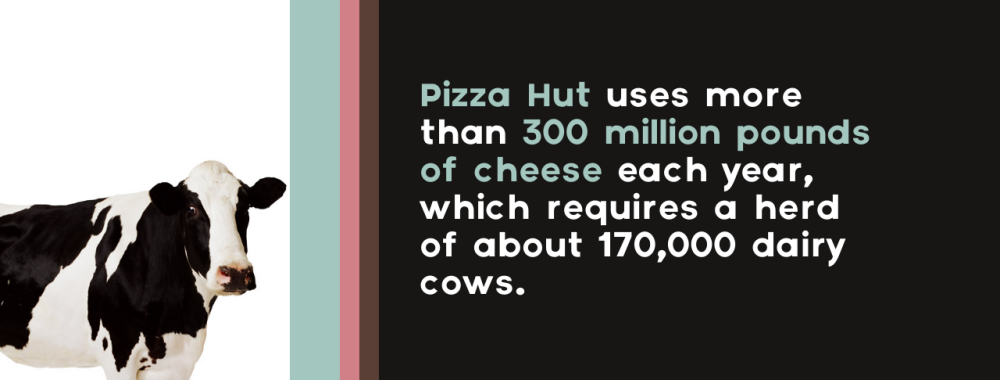 Pizza Hut uses more
than 300 million pounds
of cheese each year,
which requires a herd
of about 170,000 dairy
cows.